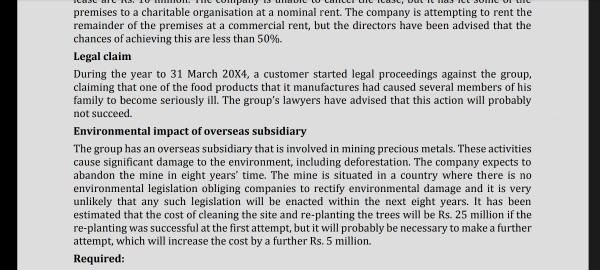 lease are Rs. 10 million. The company is unable to cancel the lease, but it has let some of the
premises to a charitable organisation at a nominal rent. The company is attempting to rent the
remainder of the premises at a commercial rent, but the directors have been advised that the
chances of achieving this are less than 50%.
Legal claim
During the year to 31 March 20X4, a customer started legal proceedings against the group,
claiming that one of the food products that it manufactures had caused several members of his
family to become seriously ill. The group's lawyers have advised that this action will probably
not succeed.
Environmental impact of overseas subsidiary
The group has an overseas subsidiary that is involved in mining precious metals. These activities
cause significant damage to the environment, including deforestation. The company expects to
abandon the mine in eight years' time. The mine is situated in a country where there is no
environmental legislation obliging companies to rectify environmental damage and it is very
unlikely that any such legislation will be enacted within the next eight years. It has been
estimated that the cost of cleaning the site and re-planting the trees will be Rs. 25 million if the
re-planting was successful at the first attempt, but it will probably be necessary to make a further
attempt, which will increase the cost by a further Rs. 5 million.
Required: